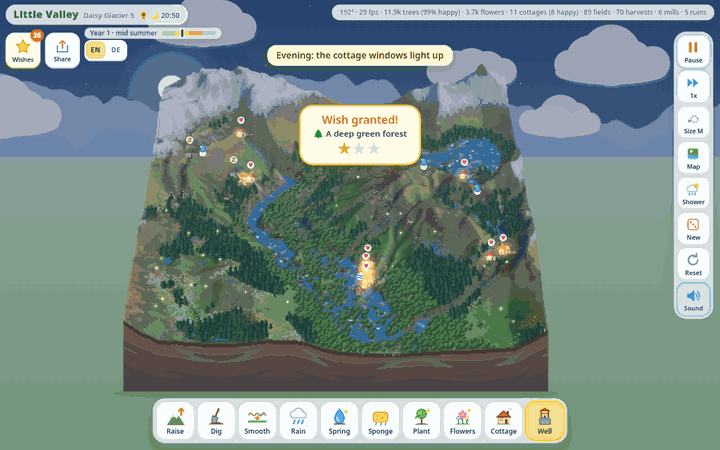 Little Valley Daisy Glacier 5 20:50
192² · 29 fps · 11.9k trees (99% happy) · 3.7k flowers · 11 cottages (8 happy) · 89 fields · 70 harvests · 6 mills · 5 ruins
Year 1 · mid summer
26
Wishes
Share
EN DE
Evening: the cottage windows light up
Wish granted!
A deep green forest
Pause
1x
Size M
Map
Shower
New
Reset
Sound
Raise Dig Smooth Rain Spring Sponge Plant Flowers Cottage Well